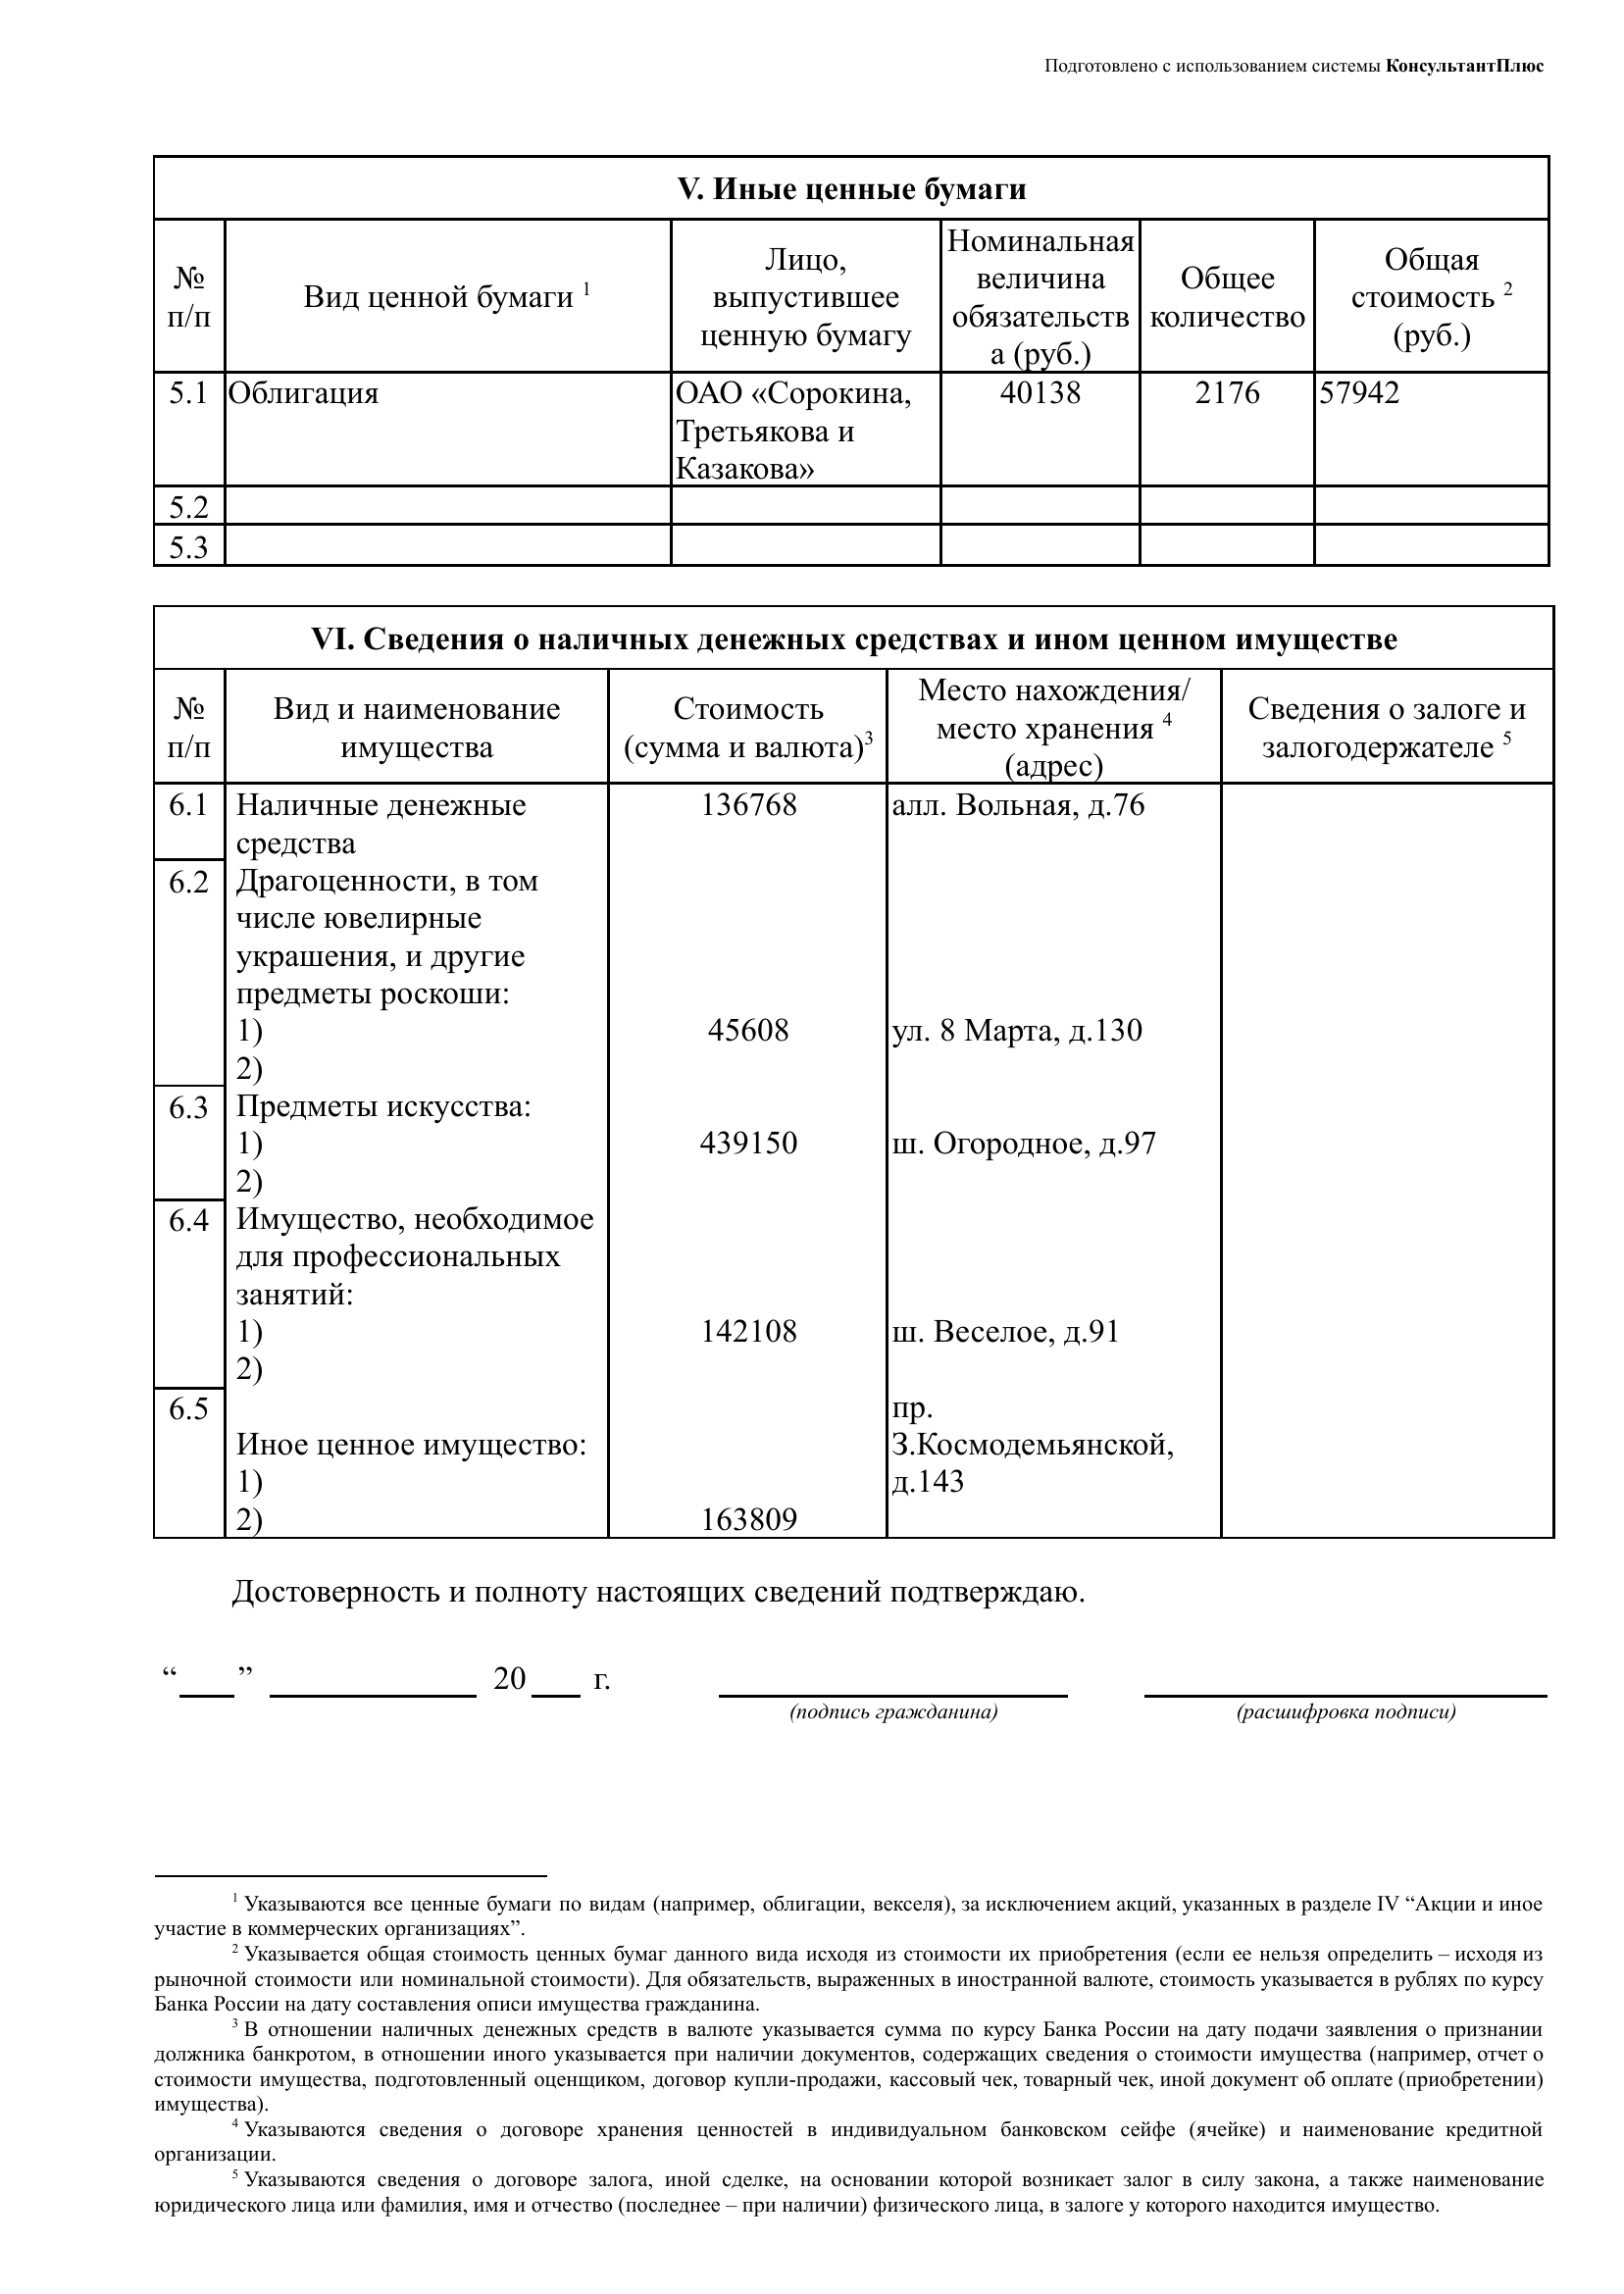 Подготовлено с использованием системы КонсультантПлюс
V. Иные ценные бумаги
№
п/п
Вид ценной бумаги 1
Лицо,
выпустившее
ценную бумагу
Номинальная
величина
обязательств
а (руб.)
Общее
количество
Общая
стоимость 2
(руб.)
5.1 Облигация ОАО «Сорокина, 40138 2176 57942
Третьякова и
Казакова»
5.2
5.3
VI. Сведения о наличных денежных средствах и ином ценном имуществе
№
п/п
Вид и наименование
имущества
Стоимость
(сумма и валюта)3
Место нахождения/
место хранения 4
(адрес)
Сведения о залоге и
залогодержателе 5
6.1 Наличные денежные 136768 алл. Вольная, д.76
средства
6.2 Драгоценности, в том
числе ювелирные
украшения, и другие
предметы роскоши:
1) 45608 ул. 8 Марта, д.130
2)
6.3 Предметы искусства:
1) 439150 ш. Огородное, д.97
2)
6.4 Имущество, необходимое
для профессиональных
занятий:
1) 142108 ш. Веселое, д.91
2)
6.5 пр.
Иное ценное имущество: З.Космодемьянской,
1) д.143
2) 163809
Достоверность и полноту настоящих сведений подтверждаю.
“___” 20 г.
(подпись гражданина) (расшифровка подписи)
1 Указываются все ценные бумаги по видам (например, облигации, векселя), за исключением акций, указанных в разделе IV “Акции и иное
участие в коммерческих организациях”.
2 Указывается общая стоимость ценных бумаг данного вида исходя из стоимости их приобретения (если ее нельзя определить – исходя из
рыночной стоимости или номинальной стоимости). Для обязательств, выраженных в иностранной валюте, стоимость указывается в рублях по курсу
Банка России на дату составления описи имущества гражданина.
3 В отношении наличных денежных средств в валюте указывается сумма по курсу Банка России на дату подачи заявления о признании
должника банкротом, в отношении иного указывается при наличии документов, содержащих сведения о стоимости имущества (например, отчет о
стоимости имущества, подготовленный оценщиком, договор купли-продажи, кассовый чек, товарный чек, иной документ об оплате (приобретении)
имущества).
4 Указываются сведения о договоре хранения ценностей в индивидуальном банковском сейфе (ячейке) и наименование кредитной
организации.
5 Указываются сведения о договоре залога, иной сделке, на основании которой возникает залог в силу закона, а также наименование
юридического лица или фамилия, имя и отчество (последнее – при наличии) физического лица, в залоге у которого находится имущество.